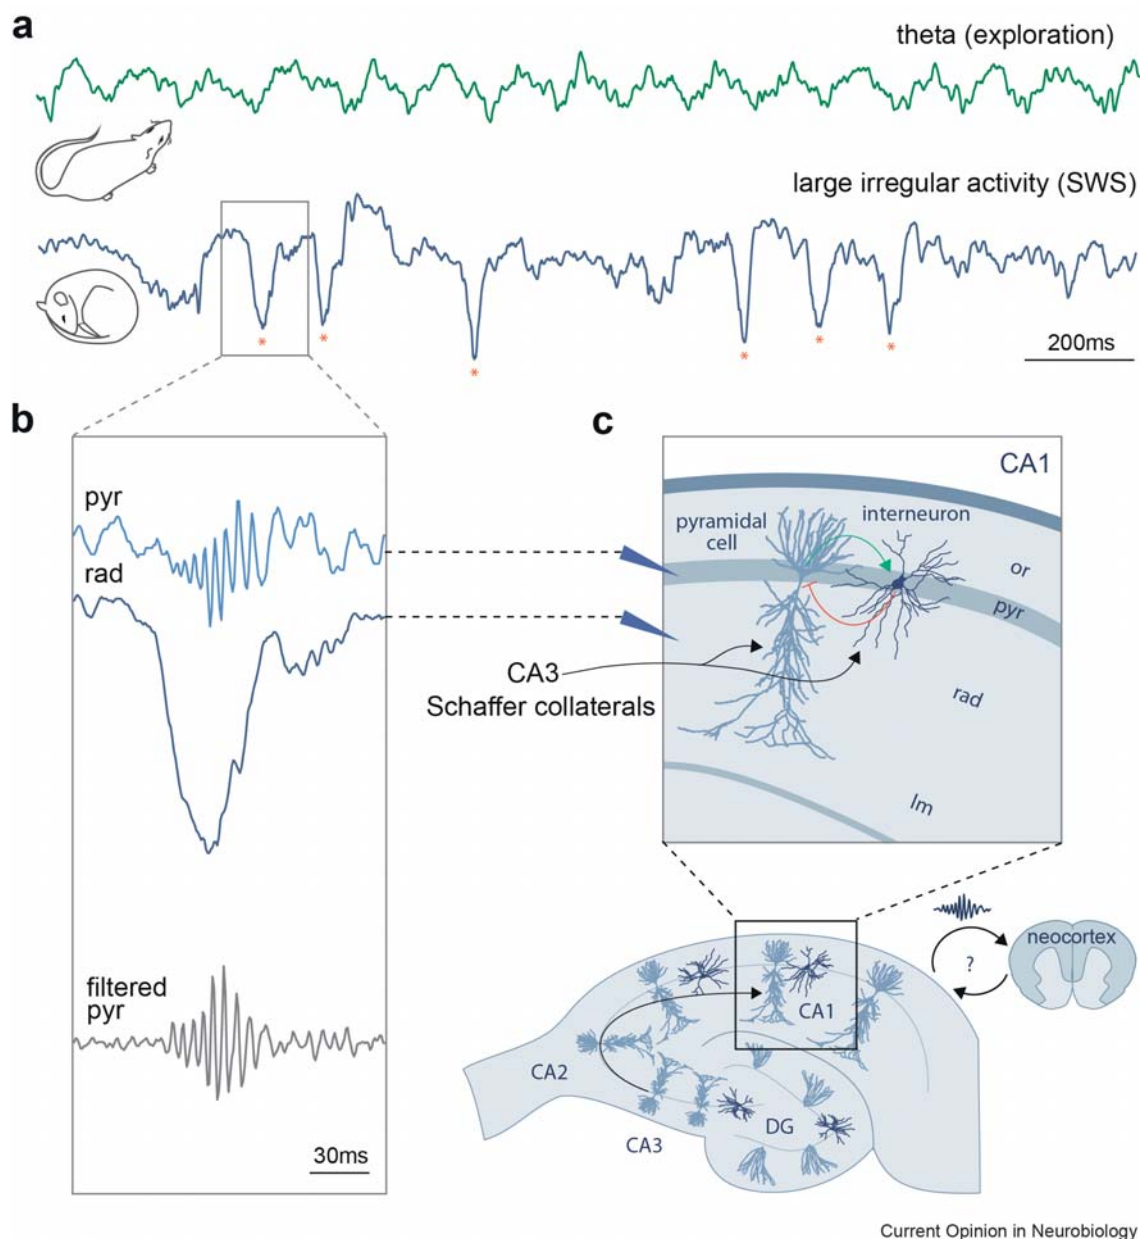 a
theta (exploration)
large irregular activity (SWS)
*
*
*
*
*
*
200ms
b
pyr
rad
filtered
pyr
30ms
c
CA1
pyramidal
cell
interneuron
or
pyr
rad
lm
CA3
Schaffer collaterals
neocortex
?
CA1
CA2
CA3
DG
Current Opinion in Neurobiology